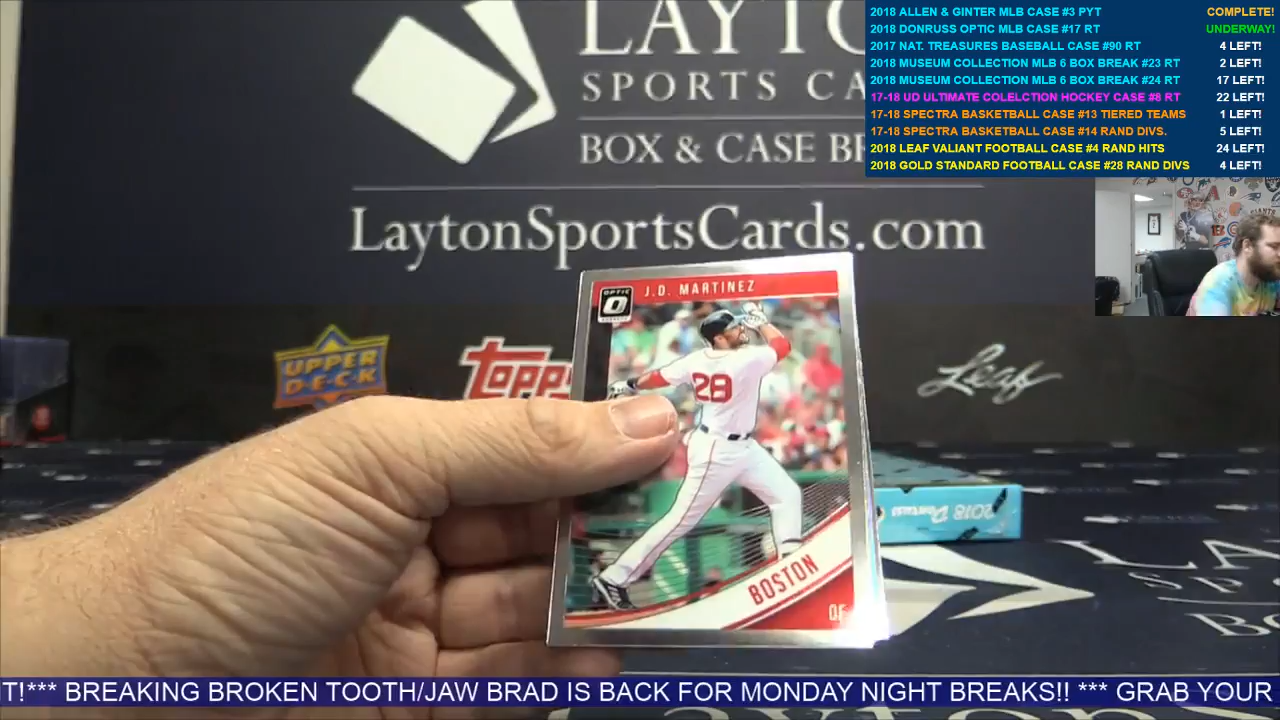 2018 ALLEN & GINTER MLB CASE #3 PYT COMPLETE!
2018 DONRUSS OPTIC MLB CASE #17 RT UNDERWAY!
2017 NAT. TREASURES BASEBALL CASE #90 RT 4 LEFT!
2018 MUSEUM COLLECTION MLB 6 BOX BREAK #23 RT 2 LEFT!
2018 MUSEUM COLLECTION MLB 6 BOX BREAK #24 RT 17 LEFT!
17-18 UD ULTIMATE COLELCTION HOCKEY CASE #8 RT 22 LEFT!
17-18 SPECTRA BASKETBALL CASE #13 TIERED TEAMS 1 LEFT!
17-18 SPECTRA BASKETBALL CASE #14 RAND DIVS. 5 LEFT!
2018 LEAF VALIANT FOOTBALL CASE #4 RAND HITS 24 LEFT!
2018 GOLD STANDARD FOOTBALL CASE #28 RAND DIVS 4 LEFT!
LAYTO
SPORTS CA
BOX & CASE BR
LaytonSportsCards.com
OPTIC
J.D. MARTINEZ
28
BOSTON
OF
UPPER
DECK
Topps
Leaf
2018 Donruss
LA
SP
BO
T!*** BREAKING BROKEN TOOTH/JAW BRAD IS BACK FOR MONDAY NIGHT BREAKS!! *** GRAB YOUR